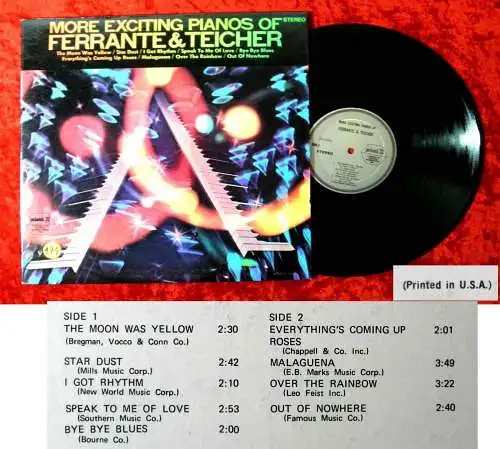 MORE EXCITING PIANOS OF STEREO
FERRANTE & TEICHER
The Moon Was Yellow / Star Dust / I Got Rhythm / Speak To Me Of Love / Bye Bye Blues
Everything's Coming Up Roses / Malaguena / Over The Rainbow / Out Of Nowhere
MORE EXCITING PIANOS OF
FERRANTE & TEICHER
STEREO
(Printed in U.S.A.)
SIDE 1
THE MOON WAS YELLOW 2:30
(Bregman, Vocco & Conn Co.)
STAR DUST 2:42
(Mills Music Corp.)
I GOT RHYTHM 2:10
(New World Music Corp.)
SPEAK TO ME OF LOVE 2:53
(Southern Music Co.)
BYE BYE BLUES 2:00
(Bourne Co.)
SIDE 2
EVERYTHING'S COMING UP 2:01
ROSES
(Chappell & Co. Inc.)
MALAGUENA 3:49
(E.B. Marks Music Corp.)
OVER THE RAINBOW 3:22
(Leo Feist Inc.)
OUT OF NOWHERE 2:40
(Famous Music Co.)